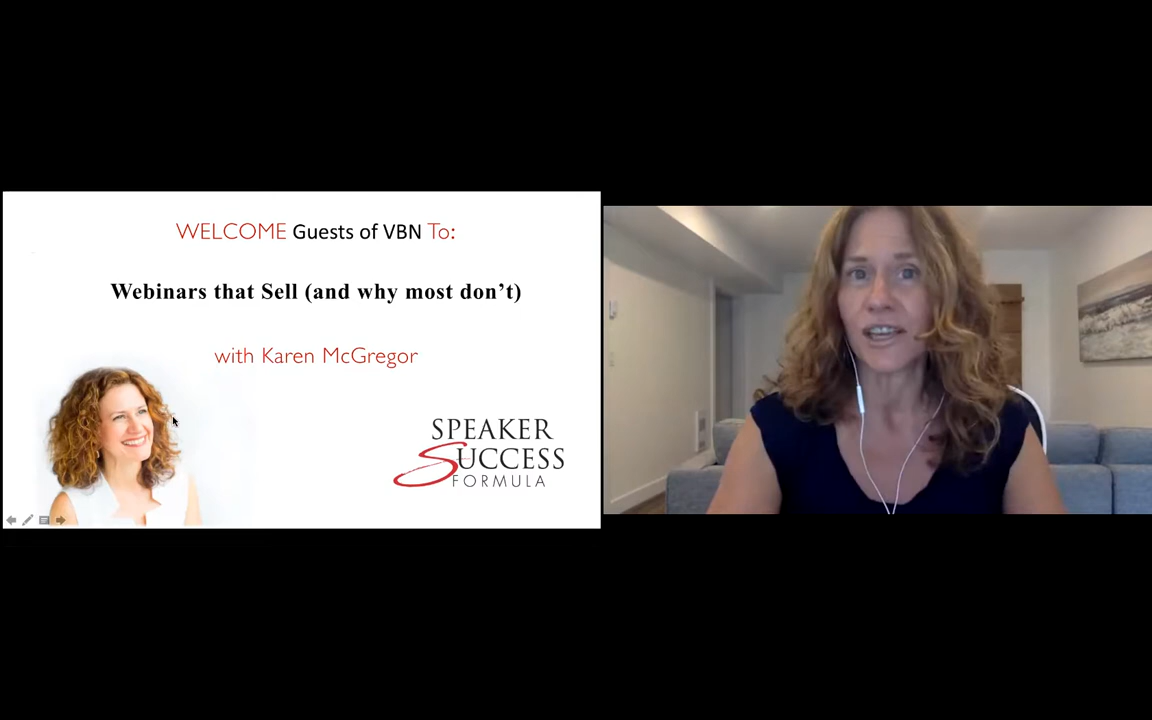 WELCOME Guests of VBN To:
Webinars that Sell (and why most don’t)
with Karen McGregor
SPEAKER
SUCCESS
FORMULA